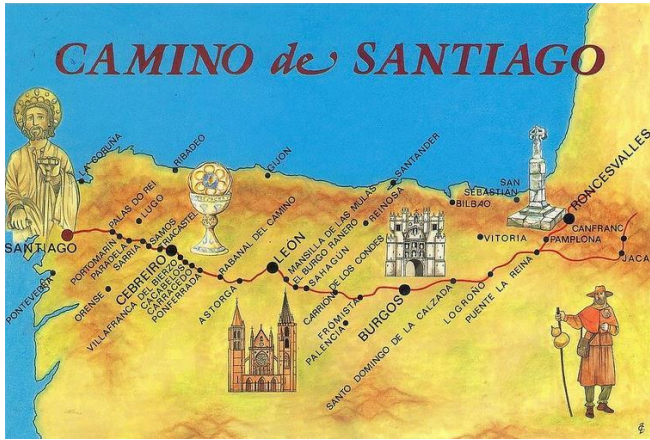 CAMINO de SANTIAGO
LA CORUÑA
RIBADEO
GIJON
SANTANDER
SAN
SEBASTIAN
BILBAO
RONCESVALLES
CANFRANC
PAMPLONA
JACA
VITORIA
PUENTE LA REINA
LOGROÑO
SANTO DOMINGO DE LA CALZADA
BURGOS
REINOSA
PALENCIA
FROMISTA
CARRION DE LOS CONDES
SAHAGUN
EL BURGO RANERO
MANSILLA DE LAS MULAS
LEÓN
ASTORGA
RABANAL DEL CAMINO
PONFERRADA
CARRACEDO
CACABELOS
VILLAFRANCA DEL BIERZO
CEBREIRO
TRIACASTEL
SAMOS
SARRIA
LUGO
PORTOMARIN
PALAS DO REI
ORENSE
SANTIAGO
PONTEVEDRA